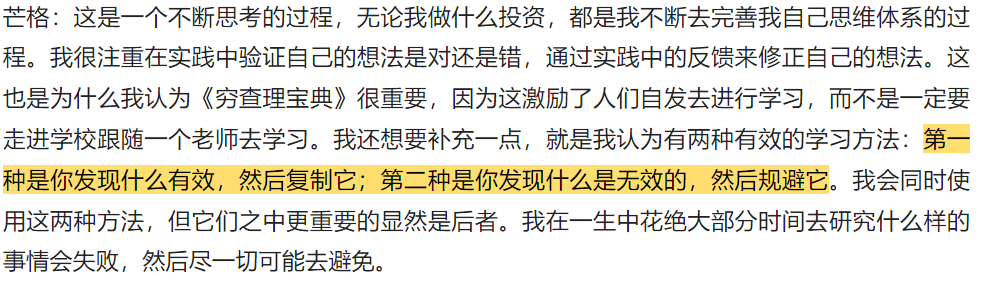 芒格：这是一个不断思考的过程，无论我做什么投资，都是我不断去完善我自己思维体系的过
程。我很注重在实践中验证自己的想法是对还是错，通过实践中的反馈来修正自己的想法。这
也是为什么我认为《穷查理宝典》很重要，因为这激励了人们自发去进行学习，而不是一定要
走进学校跟随一个老师去学习。我还想要补充一点，就是我认为有两种有效的学习方法：第一
种是你发现什么有效，然后复制它；第二种是你发现什么是无效的，然后规避它。我会同时使
用这两种方法，但它们之中更重要的显然是后者。我在一生中花绝大部分时间去研究什么样的
事情会失败，然后尽一切可能去避免。